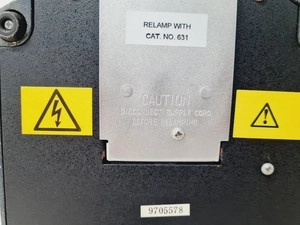 RELAMP WITH
CAT. NO. 631
CAUTION
DISCONNECT SUPPLY CORD
BEFORE RELAMPING
9705578